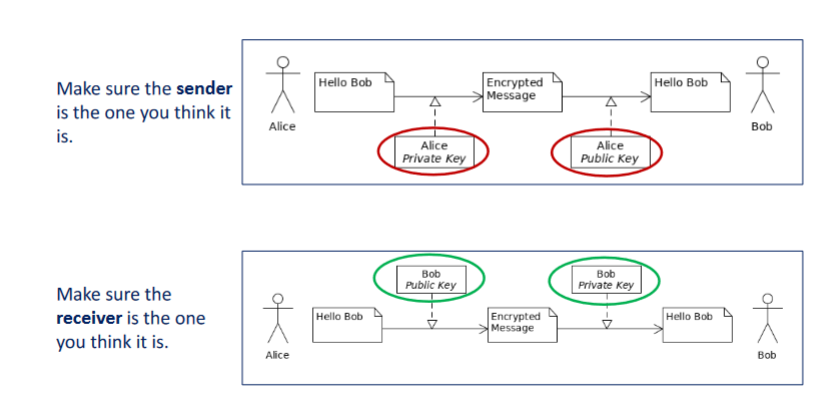 Make sure the sender
is the one you think it
is.
Hello Bob
Encrypted
Message
Hello Bob
Alice
Bob
Alice
Private Key
Alice
Public Key
Make sure the
receiver is the one
you think it is.
Bob
Public Key
Bob
Private Key
Hello Bob
Encrypted
Message
Hello Bob
Alice
Bob